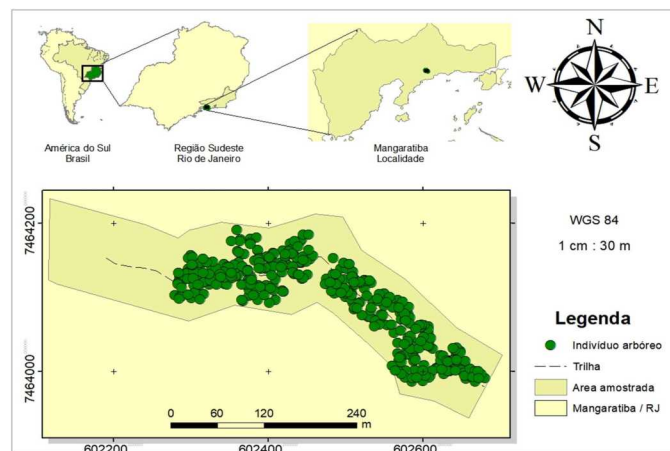 N
W
E
S
América do Sul
Brasil
Região Sudeste
Rio de Janeiro
Mangaratiba
Localidade
7464200
7464000
WGS 84
1 cm : 30 m
Legenda
Indivíduo arbóreo
Trilha
Area amostrada
Mangaratiba / RJ
0 60 120 240
m
602200 602400 602600